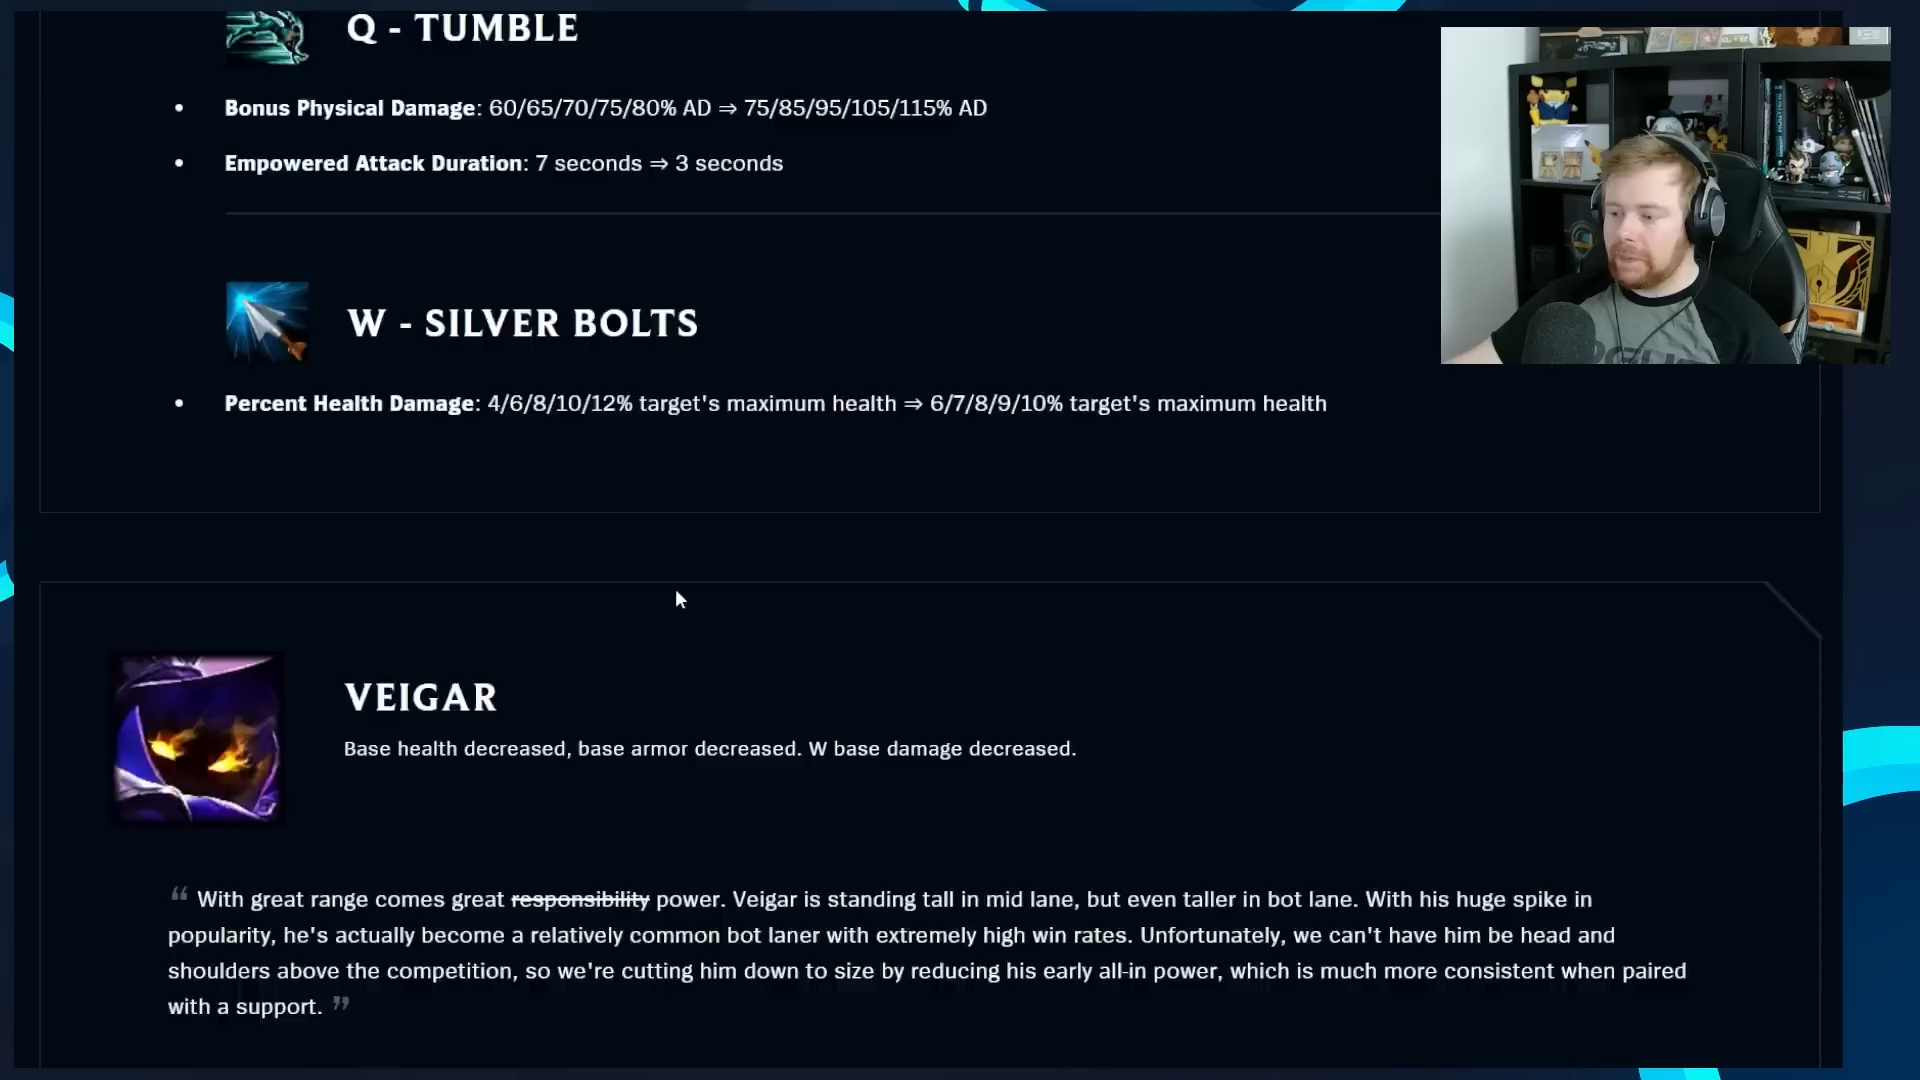 Q - TUMBLE
• Bonus Physical Damage: 60/65/70/75/80% AD ⇒ 75/85/95/105/115% AD
• Empowered Attack Duration: 7 seconds ⇒ 3 seconds
W - SILVER BOLTS
• Percent Health Damage: 4/6/8/10/12% target's maximum health ⇒ 6/7/8/9/10% target's maximum health
VEIGAR
Base health decreased, base armor decreased. W base damage decreased.
“ With great range comes great responsibility power. Veigar is standing tall in mid lane, but even taller in bot lane. With his huge spike in
popularity, he's actually become a relatively common bot laner with extremely high win rates. Unfortunately, we can't have him be head and
shoulders above the competition, so we're cutting him down to size by reducing his early all-in power, which is much more consistent when paired
with a support. ”